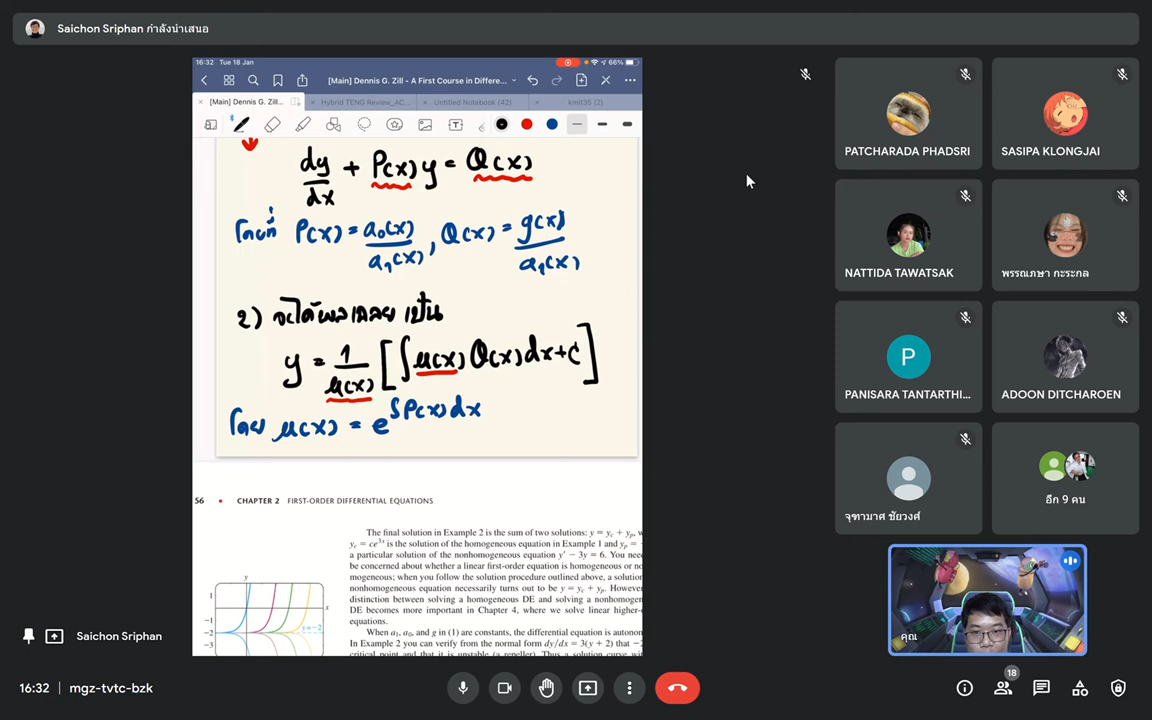 Saichon Sriphan กำลังนำเสนอ
16:32 Tue 18 Jan
66%
[Main] Dennis G. Zill - A First Course in Differe...
[Main] Dennis G. Zill...
Hybrid TENG Review_AC...
Untitled Notebook (42)
kmit35 (2)
dy/dx + P(x)y = Q(x)
โดยที่ P(x) = a₀(x)/a₁(x), Q(x) = g(x)/a₁(x)
2) จะได้ผลเฉลยเป็น
y = 1/μ(x) [∫μ(x)Q(x)dx+C]
โดย μ(x) = e^∫P(x)dx
56 • CHAPTER 2 FIRST-ORDER DIFFERENTIAL EQUATIONS
The final solution in Example 2 is the sum of two solutions: y = yc + yp, w
yc = ce³ˣ is the solution of the homogeneous equation in Example 1 and yp = −
a particular solution of the nonhomogeneous equation y′ − 3y = 6. You nee
be concerned about whether a linear first-order equation is homogeneous or no
mogeneous; when you follow the solution procedure outlined above, a solution
nonhomogeneous equation necessarily turns out to be y = yc + yp. However
distinction between solving a homogeneous DE and solving a nonhomogen
DE becomes more important in Chapter 4, where we solve linear higher-
equations.
When a₁, a₀, and g in (1) are constants, the differential equation is autonom
In Example 2 you can verify from the normal form dy/dx = 3(y + 2) that −2
critical point and that it is unstable (a repeller). Thus a solution curve wi
y
1
x
−1
−2
y=−2
−3
PATCHARADA PHADSRI
SASIPA KLONGJAI
NATTIDA TAWATSAK
พรรณภษา กะระกล
P
PANISARA TANTARTHI...
ADOON DITCHAROEN
จุฑามาศ ชัยวงศ์
อีก 9 คน
คุณ
Saichon Sriphan
16:32 | mgz-tvtc-bzk
18